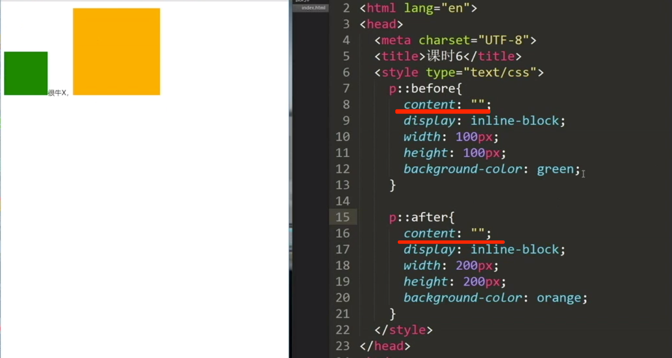 很牛X，
index.html
2 <html lang="en">
3 <head>
4 <meta charset="UTF-8">
5 <title>课时6</title>
6 <style type="text/css">
7 p::before{
8 content: "";
9 display: inline-block;
10 width: 100px;
11 height: 100px;
12 background-color: green;
13 }
14
15 p::after{
16 content: "";
17 display: inline-block;
18 width: 200px;
19 height: 200px;
20 background-color: orange;
21 }
22 </style>
23 </head>